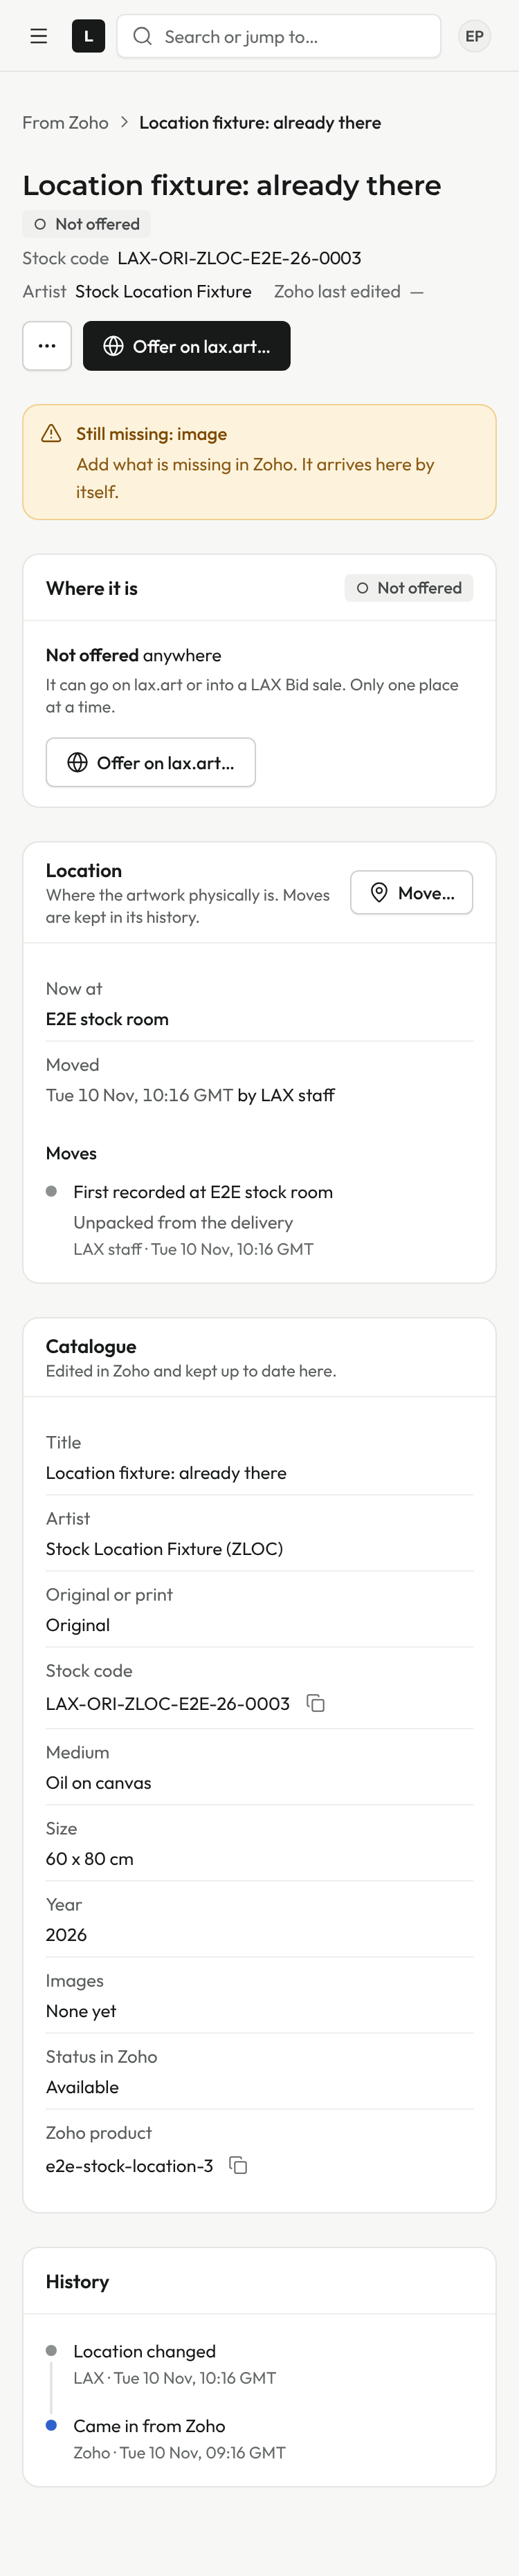 L
Search or jump to...
EP
From Zoho
Location fixture: already there
Location fixture: already there
Not offered
Stock code LAX-ORI-ZLOC-E2E-26-0003
Artist Stock Location Fixture Zoho last edited —
Offer on lax.art...
Still missing: image
Add what is missing in Zoho. It arrives here by
itself.
Where it is
Not offered
Not offered anywhere
It can go on lax.art or into a LAX Bid sale. Only one place
at a time.
Offer on lax.art...
Location
Where the artwork physically is. Moves
are kept in its history.
Move...
Now at
E2E stock room
Moved
Tue 10 Nov, 10:16 GMT by LAX staff
Moves
First recorded at E2E stock room
Unpacked from the delivery
LAX staff · Tue 10 Nov, 10:16 GMT
Catalogue
Edited in Zoho and kept up to date here.
Title
Location fixture: already there
Artist
Stock Location Fixture (ZLOC)
Original or print
Original
Stock code
LAX-ORI-ZLOC-E2E-26-0003
Medium
Oil on canvas
Size
60 x 80 cm
Year
2026
Images
None yet
Status in Zoho
Available
Zoho product
e2e-stock-location-3
History
Location changed
LAX · Tue 10 Nov, 10:16 GMT
Came in from Zoho
Zoho · Tue 10 Nov, 09:16 GMT